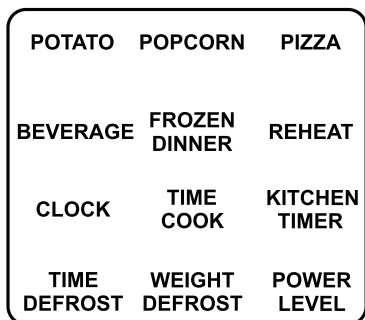 POTATO POPCORN PIZZA
BEVERAGE FROZEN DINNER REHEAT
CLOCK TIME COOK KITCHEN TIMER
TIME DEFROST WEIGHT DEFROST POWER LEVEL